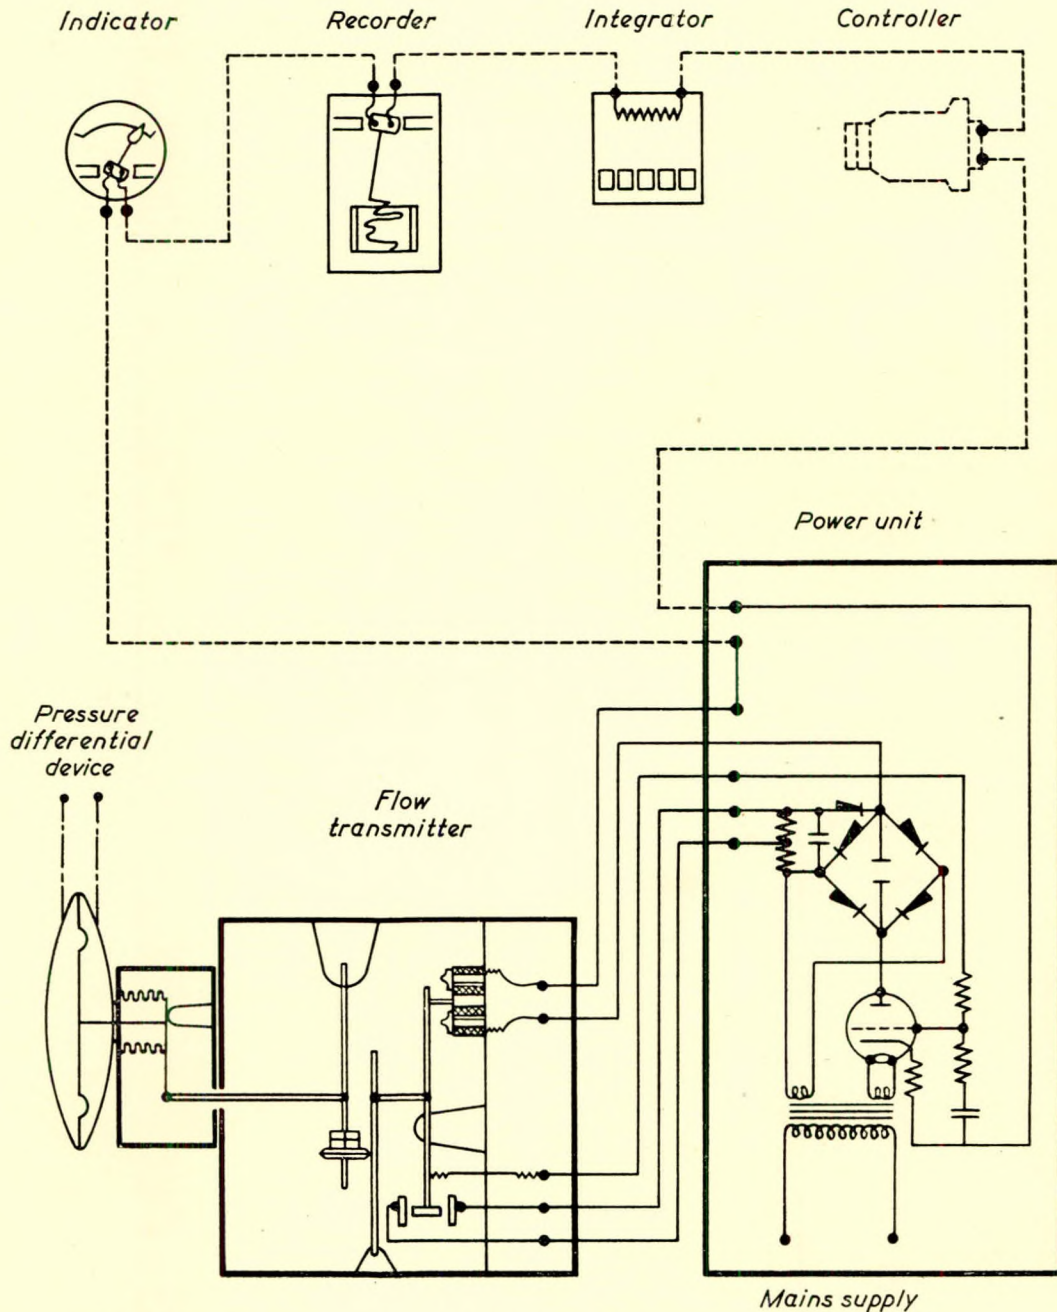 Indicator
Recorder
Integrator
Controller
Power unit
Pressure
differential
device
Flow
transmitter
Mains supply